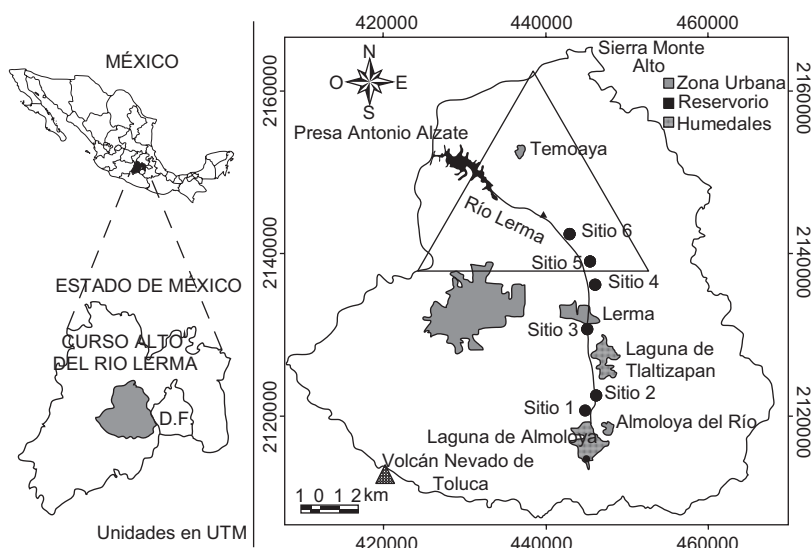 MÉXICO
ESTADO DE MÉXICO
CURSO ALTO
DEL RIO LERMA
D.F.
Unidades en UTM
420000
440000
460000
2160000
2140000
2120000
N
O
E
S
Sierra Monte
Alto
Zona Urbana
Reservorio
Humedales
Presa Antonio Alzate
Temoaya
Río Lerma
Sitio 6
Sitio 5
Sitio 4
Lerma
Sitio 3
Laguna de
Tlaltizapan
Sitio 2
Sitio 1
Almoloya del Río
Laguna de Almoloya
Volcán Nevado de
Toluca
1 0 1 2 km
2160000
2140000
2120000
420000
440000
460000